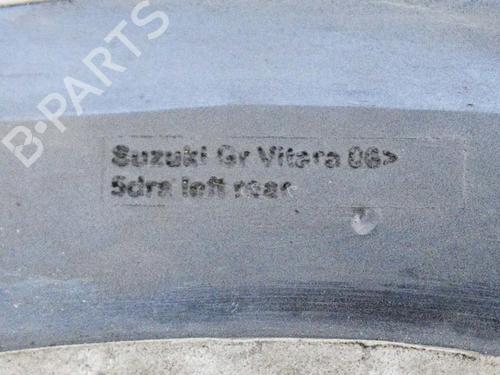 B-PARTS
Suzuki Gr Vitara 06>
5drs left rear